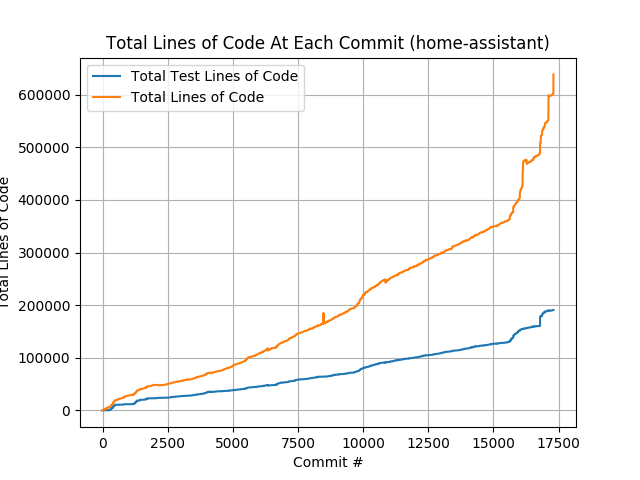 Total Lines of Code At Each Commit (home-assistant)
Total Test Lines of Code
Total Lines of Code
600000
500000
400000
300000
200000
100000
0
Total Lines of Code
0 2500 5000 7500 10000 12500 15000 17500
Commit #